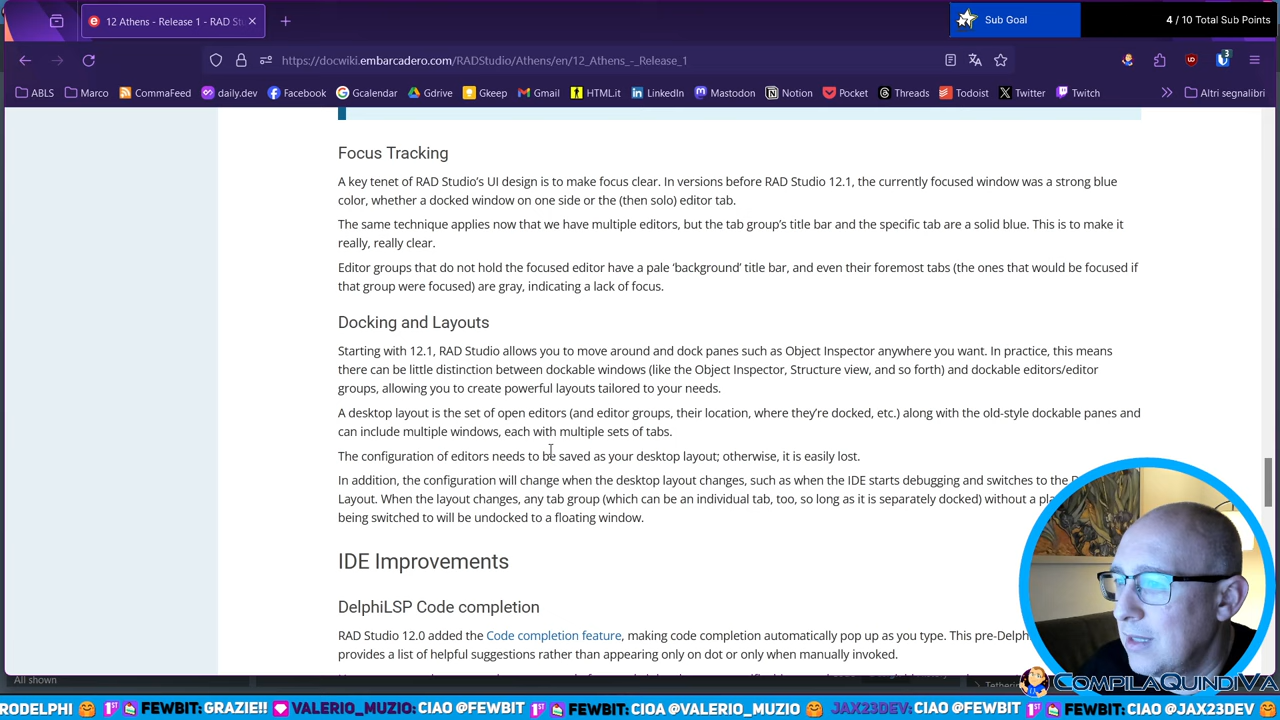 12 Athens - Release 1 - RAD St
Sub Goal
4 / 10 Total Sub Points
https://docwiki.embarcadero.com/RADStudio/Athens/en/12_Athens_-_Release_1
3
ABLS
Marco
CommaFeed
daily.dev
Facebook
Gcalendar
Gdrive
Gkeep
Gmail
HTML.it
LinkedIn
Mastodon
Notion
Pocket
Threads
Todoist
Twitter
Twitch
Altri segnalibri
Focus Tracking
A key tenet of RAD Studio’s UI design is to make focus clear. In versions before RAD Studio 12.1, the currently focused window was a strong blue
color, whether a docked window on one side or the (then solo) editor tab.
The same technique applies now that we have multiple editors, but the tab group’s title bar and the specific tab are a solid blue. This is to make it
really, really clear.
Editor groups that do not hold the focused editor have a pale ‘background’ title bar, and even their foremost tabs (the ones that would be focused if
that group were focused) are gray, indicating a lack of focus.
Docking and Layouts
Starting with 12.1, RAD Studio allows you to move around and dock panes such as Object Inspector anywhere you want. In practice, this means
there can be little distinction between dockable windows (like the Object Inspector, Structure view, and so forth) and dockable editors/editor
groups, allowing you to create powerful layouts tailored to your needs.
A desktop layout is the set of open editors (and editor groups, their location, where they’re docked, etc.) along with the old-style dockable panes and
can include multiple windows, each with multiple sets of tabs.
The configuration of editors needs to be saved as your desktop layout; otherwise, it is easily lost.
In addition, the configuration will change when the desktop layout changes, such as when the IDE starts debugging and switches to the
Layout. When the layout changes, any tab group (which can be an individual tab, too, so long as it is separately docked) without a
being switched to will be undocked to a floating window.
IDE Improvements
DelphiLSP Code completion
RAD Studio 12.0 added the Code completion feature, making code completion automatically pop up as you type. This
provides a list of helpful suggestions rather than appearing only on dot or only when manually invoked.
All shown
COMPILAQUINDIVA
RODELPHI FEWBIT: GRAZIE!! VALERIO_MUZIO: CIAO @FEWBIT 1st FEWBIT: CIOA @VALERIO_MUZIO JAX23DEV: CIAO @FEWBIT 1st FEWBIT: CIAO @JAX23DEV